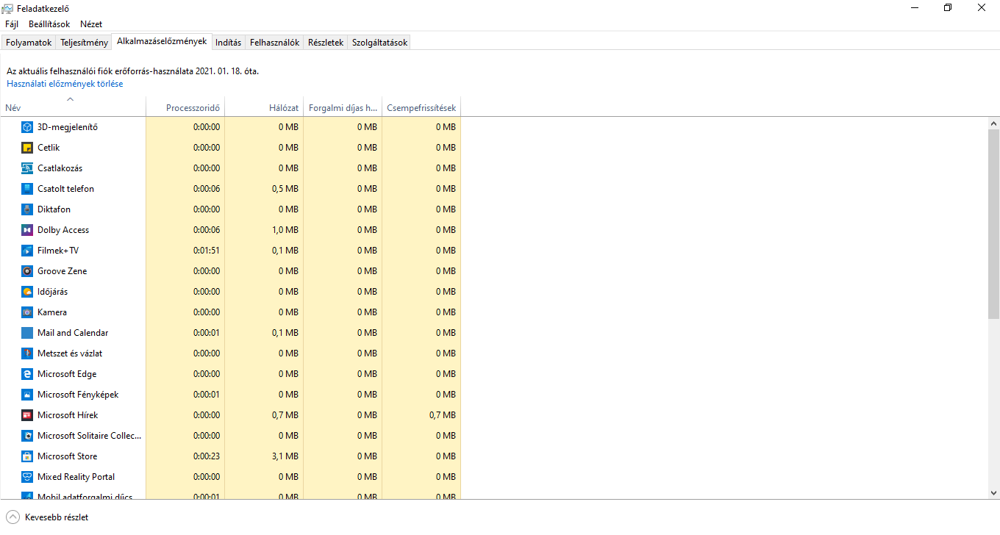 Feladatkezelő
Fájl Beállítások Nézet
Folyamatok Teljesítmény Alkalmazáselőzmények Indítás Felhasználók Részletek Szolgáltatások
Az aktuális felhasználói fiók erőforrás-használata 2021. 01. 18. óta.
Használati előzmények törlése
Név Processzoridő Hálózat Forgalmi díjas h... Csempefrissítések
3D-megjelenítő 0:00:00 0 MB 0 MB 0 MB
Cetlik 0:00:00 0 MB 0 MB 0 MB
Csatlakozás 0:00:00 0 MB 0 MB 0 MB
Csatolt telefon 0:00:06 0,5 MB 0 MB 0 MB
Diktafon 0:00:00 0 MB 0 MB 0 MB
Dolby Access 0:00:06 1,0 MB 0 MB 0 MB
Filmek+TV 0:01:51 0,1 MB 0 MB 0 MB
Groove Zene 0:00:00 0 MB 0 MB 0 MB
Időjárás 0:00:00 0 MB 0 MB 0 MB
Kamera 0:00:00 0 MB 0 MB 0 MB
Mail and Calendar 0:00:01 0,1 MB 0 MB 0 MB
Metszet és vázlat 0:00:00 0 MB 0 MB 0 MB
Microsoft Edge 0:00:00 0 MB 0 MB 0 MB
Microsoft Fényképek 0:00:01 0 MB 0 MB 0 MB
Microsoft Hírek 0:00:00 0,7 MB 0 MB 0,7 MB
Microsoft Solitaire Collec... 0:00:00 0 MB 0 MB 0 MB
Microsoft Store 0:00:23 3,1 MB 0 MB 0 MB
Mixed Reality Portal 0:00:00 0 MB 0 MB 0 MB
Mobil adatforgalmi díjcs 0:00:01 0 MB 0 MB 0 MB
Kevesebb részlet